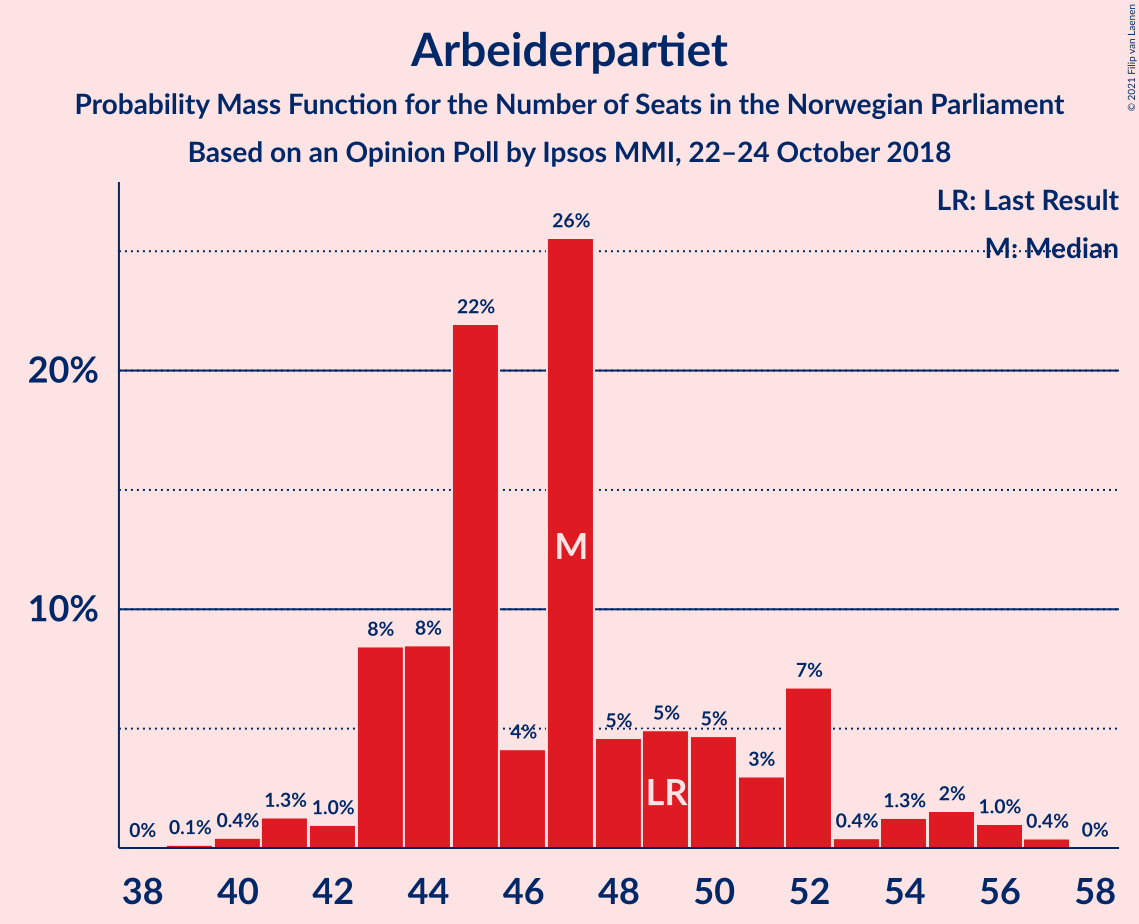 © 2021 Filip van Laenen
Arbeiderpartiet
Probability Mass Function for the Number of Seats in the Norwegian Parliament
Based on an Opinion Poll by Ipsos MMI, 22–24 October 2018
LR: Last Result
M: Median
20%
10%
0% 0.1% 0.4% 1.3% 1.0% 8% 8% 22% 4% 26% 5% 5% 5% 3% 7% 0.4% 1.3% 2% 1.0% 0.4% 0%
M
LR
38 40 42 44 46 48 50 52 54 56 58